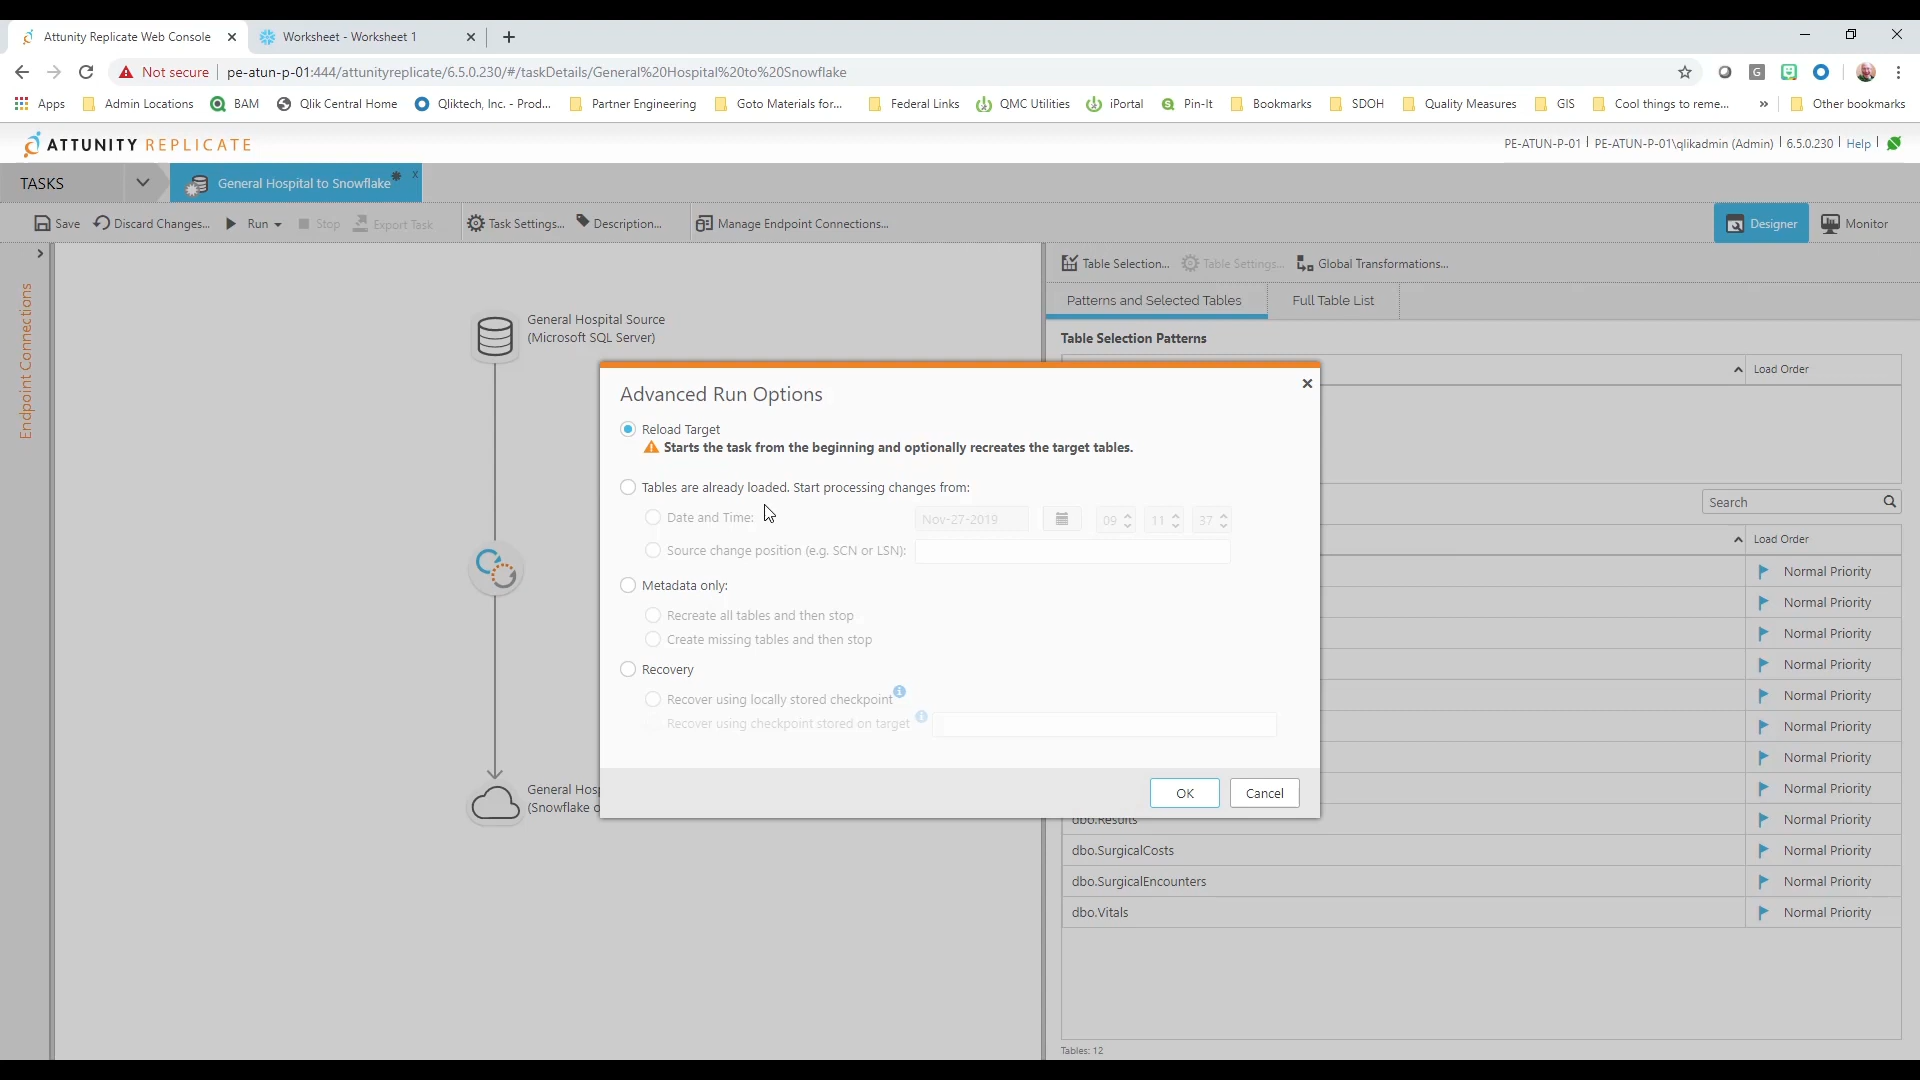 Attunity Replicate Web Console
Worksheet - Worksheet 1
Not secure
pe-atun-p-01:444/attunityreplicate/6.5.0.230/#/taskDetails/General%20Hospital%20to%20Snowflake
Apps
Admin Locations
BAM
Qlik Central Home
Qliktech, Inc. - Prod...
Partner Engineering
Goto Materials for...
Federal Links
QMC Utilities
iPortal
Pin-It
Bookmarks
SDOH
Quality Measures
GIS
Cool things to reme...
»
Other bookmarks
ATTUNITY REPLICATE
PE-ATUN-P-01 | PE-ATUN-P-01\qlikadmin (Admin) | 6.5.0.230 | Help |
TASKS
General Hospital to Snowflake
x
Save
Discard Changes...
Run
Stop
Export Task
Task Settings...
Description...
Manage Endpoint Connections...
Designer
Monitor
Endpoint Connections
General Hospital Source
(Microsoft SQL Server)
Table Selection...
Table Settings...
Global Transformations...
Patterns and Selected Tables
Full Table List
Table Selection Patterns
Load Order
Advanced Run Options
Reload Target
Starts the task from the beginning and optionally recreates the target tables.
Tables are already loaded. Start processing changes from:
Date and Time:
Nov-27-2019
09
11
37
Source change position (e.g. SCN or LSN):
Metadata only:
Recreate all tables and then stop
Create missing tables and then stop
Recovery
Recover using locally stored checkpoint
Recover using checkpoint stored on target
OK
Cancel
General Hosp
(Snowflake o
Search
Load Order
Normal Priority
Normal Priority
Normal Priority
Normal Priority
Normal Priority
Normal Priority
Normal Priority
Normal Priority
dbo.Results
Normal Priority
dbo.SurgicalCosts
Normal Priority
dbo.SurgicalEncounters
Normal Priority
dbo.Vitals
Normal Priority
Tables: 12